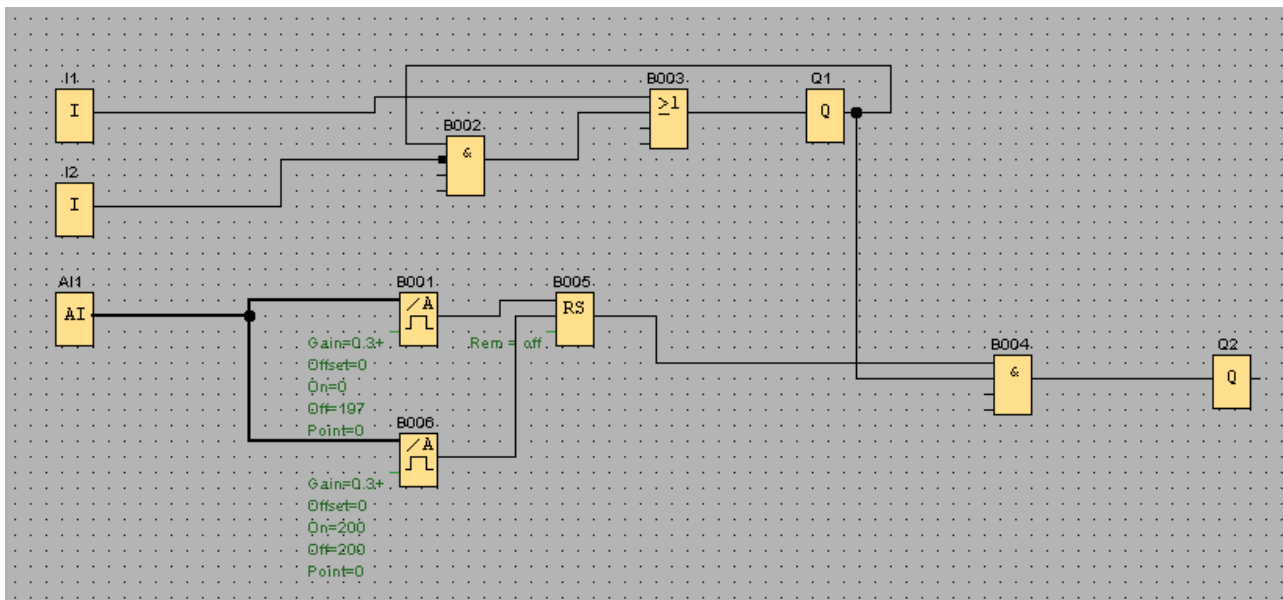 I1
I
B003
≥1
Q1
Q
B002
&
I2
I
AI1
AI
B001
/A
Gain=0.3+
Offset=0
On=0
Off=197
Point=0
B005
RS
Rem = off
B004
&
Q2
Q
B006
/A
Gain=0.3+
Offset=0
On=200
Off=200
Point=0